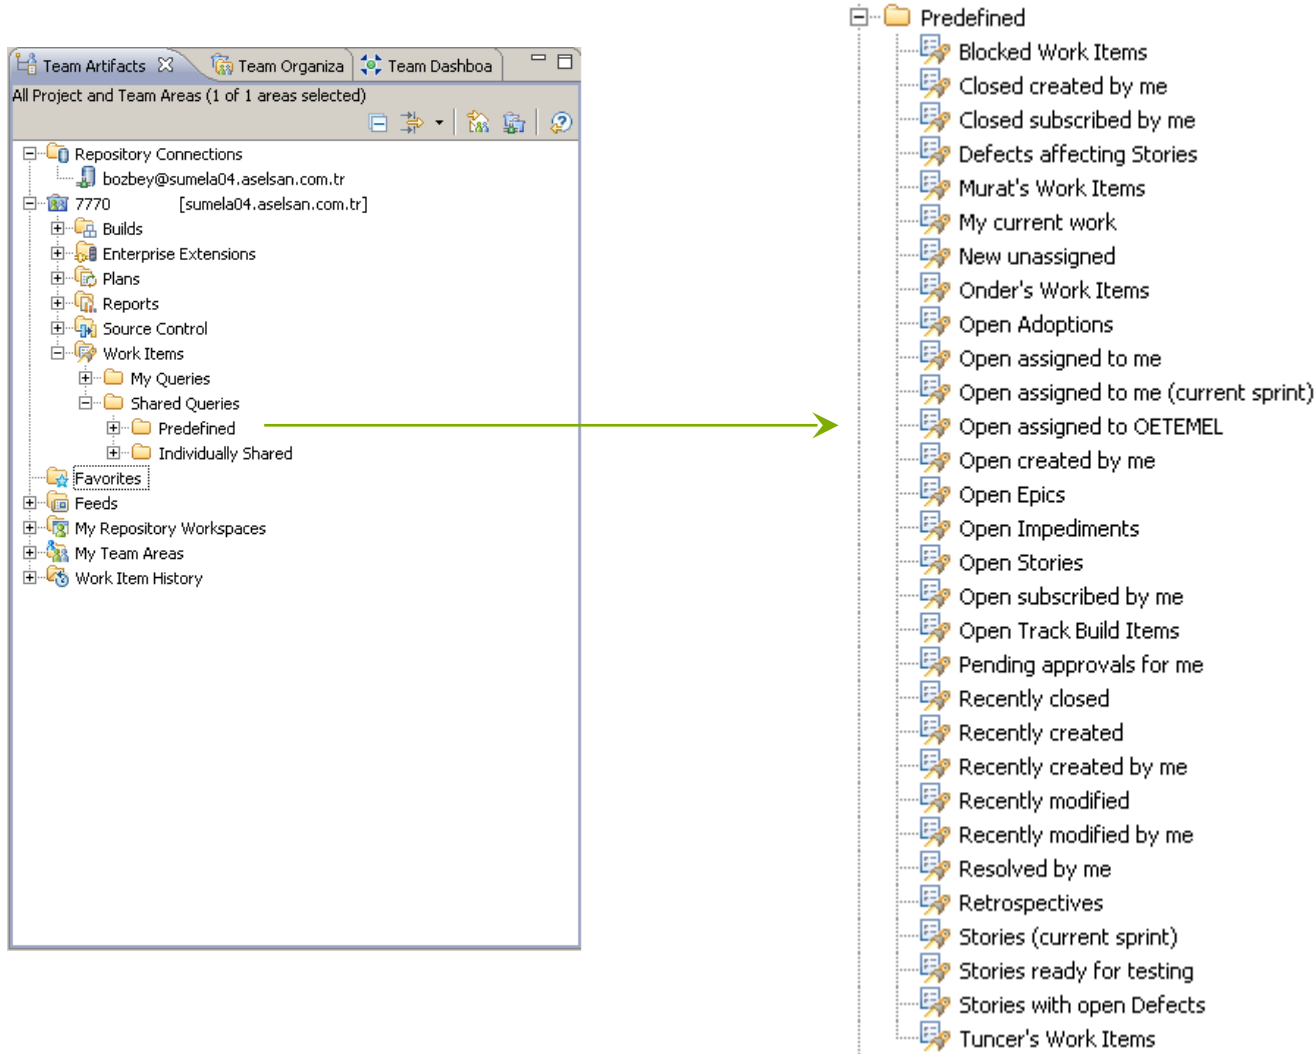 Team Artifacts
Team Organiza
Team Dashboa
All Project and Team Areas (1 of 1 areas selected)
Repository Connections
bozbey@sumela04.aselsan.com.tr
7770 [sumela04.aselsan.com.tr]
Builds
Enterprise Extensions
Plans
Reports
Source Control
Work Items
My Queries
Shared Queries
Predefined
Individually Shared
Favorites
Feeds
My Repository Workspaces
My Team Areas
Work Item History
Predefined
Blocked Work Items
Closed created by me
Closed subscribed by me
Defects affecting Stories
Murat's Work Items
My current work
New unassigned
Onder's Work Items
Open Adoptions
Open assigned to me
Open assigned to me (current sprint)
Open assigned to OETEMEL
Open created by me
Open Epics
Open Impediments
Open Stories
Open subscribed by me
Open Track Build Items
Pending approvals for me
Recently closed
Recently created
Recently created by me
Recently modified
Recently modified by me
Resolved by me
Retrospectives
Stories (current sprint)
Stories ready for testing
Stories with open Defects
Tuncer's Work Items